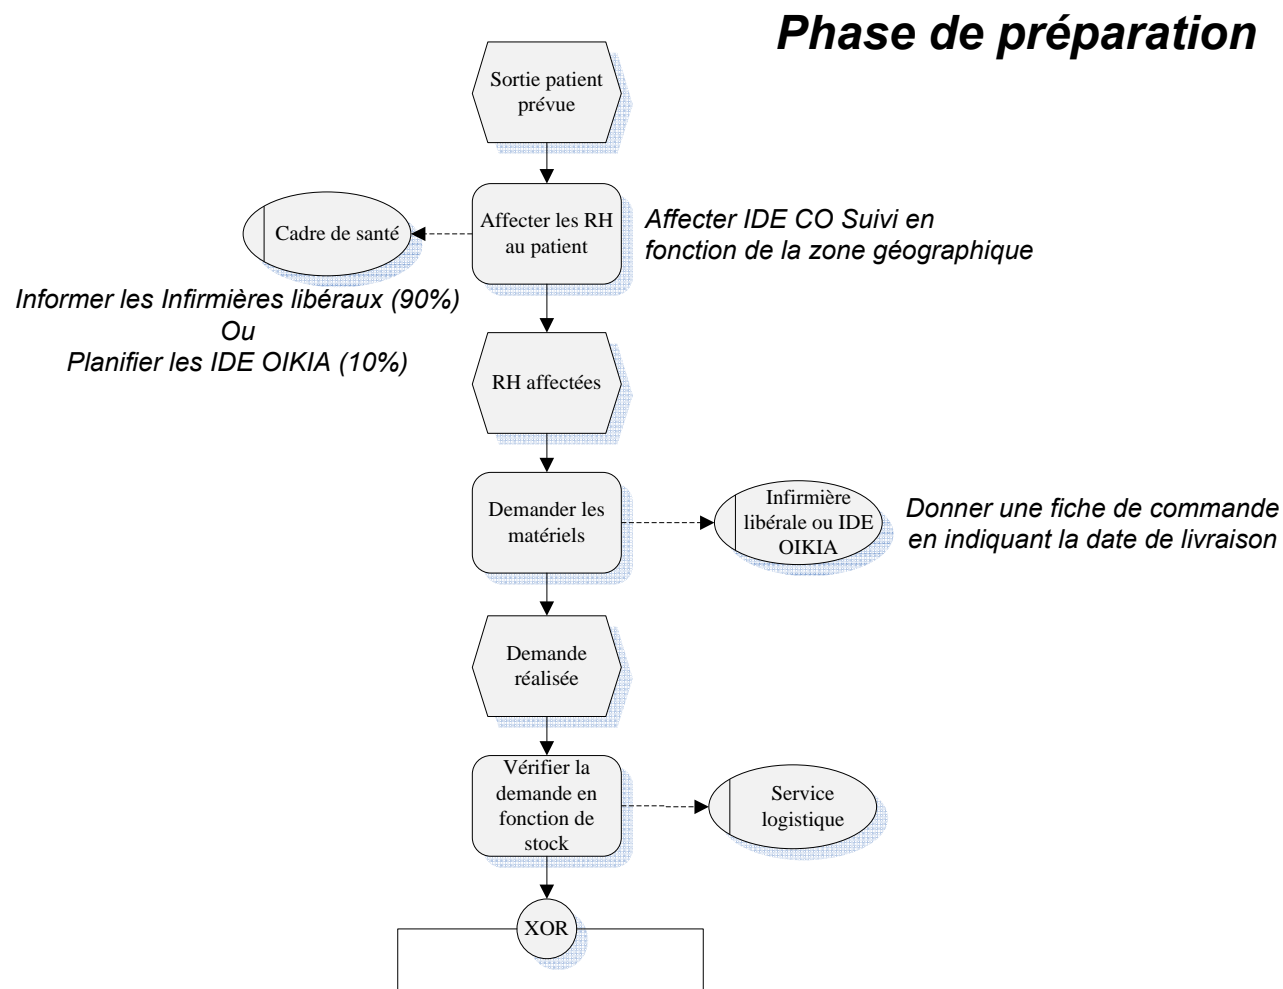 Phase de préparation
Sortie patient
prévue
Affecter les RH
au patient
Cadre de santé
Affecter IDE CO Suivi en
fonction de la zone géographique
Informer les Infirmières libéraux (90%)
Ou
Planifier les IDE OIKIA (10%)
RH affectées
Demander les
matériels
Infirmière
libérale ou IDE
OIKIA
Donner une fiche de commande
en indiquant la date de livraison
Demande
réalisée
Vérifier la
demande en
fonction de
stock
Service
logistique
XOR